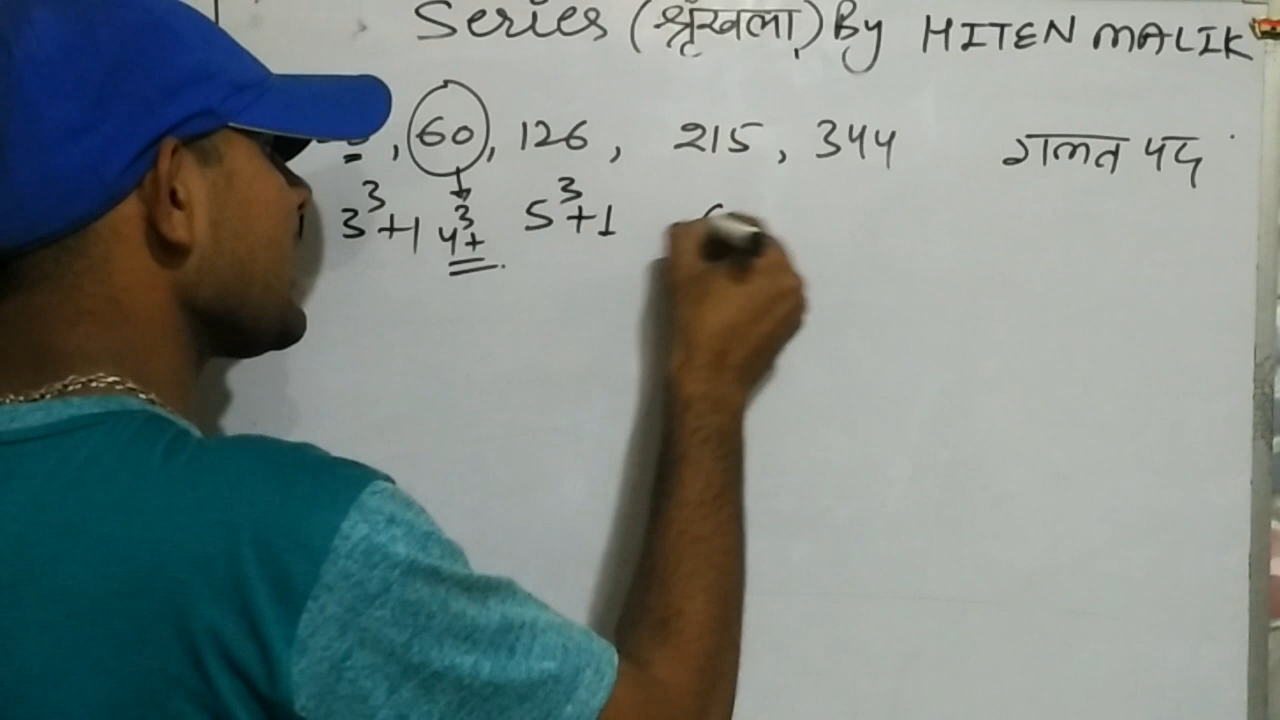 Series (श्रृंखला) By HITEN MALIK
, 60, 126, 215, 344 गलत पद
3³+1 4³+ 5³+1